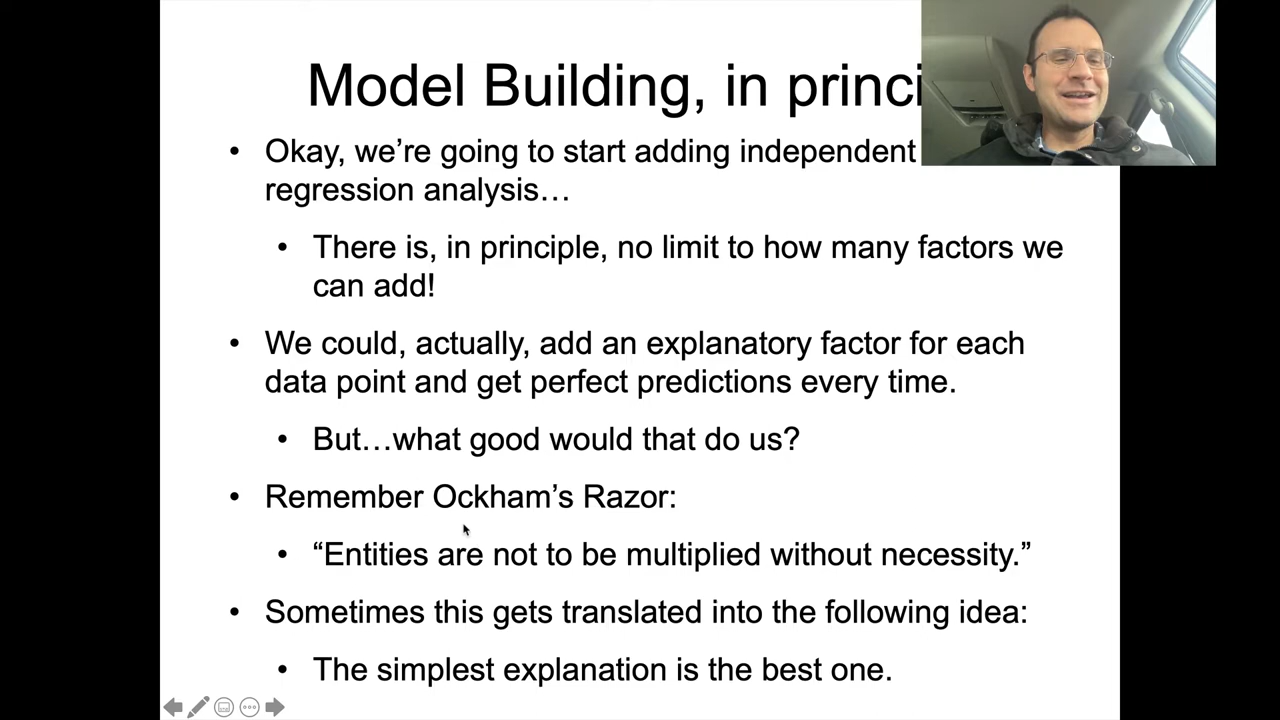 Model Building, in princi
• Okay, we’re going to start adding independent
regression analysis…
• There is, in principle, no limit to how many factors we
can add!
• We could, actually, add an explanatory factor for each
data point and get perfect predictions every time.
• But…what good would that do us?
• Remember Ockham’s Razor:
• “Entities are not to be multiplied without necessity.”
• Sometimes this gets translated into the following idea:
• The simplest explanation is the best one.